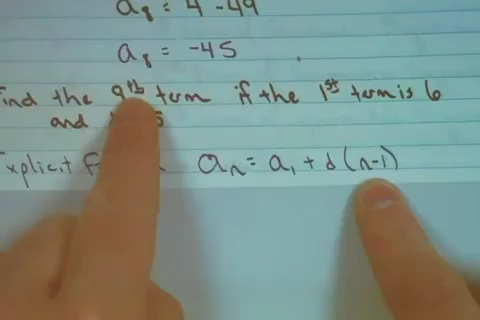 a₈ = 4 - 49
a₈ = -45
Find the 9th term if the 1st term is 6
and 5
Explicit aₙ = a₁ + d (n-1)